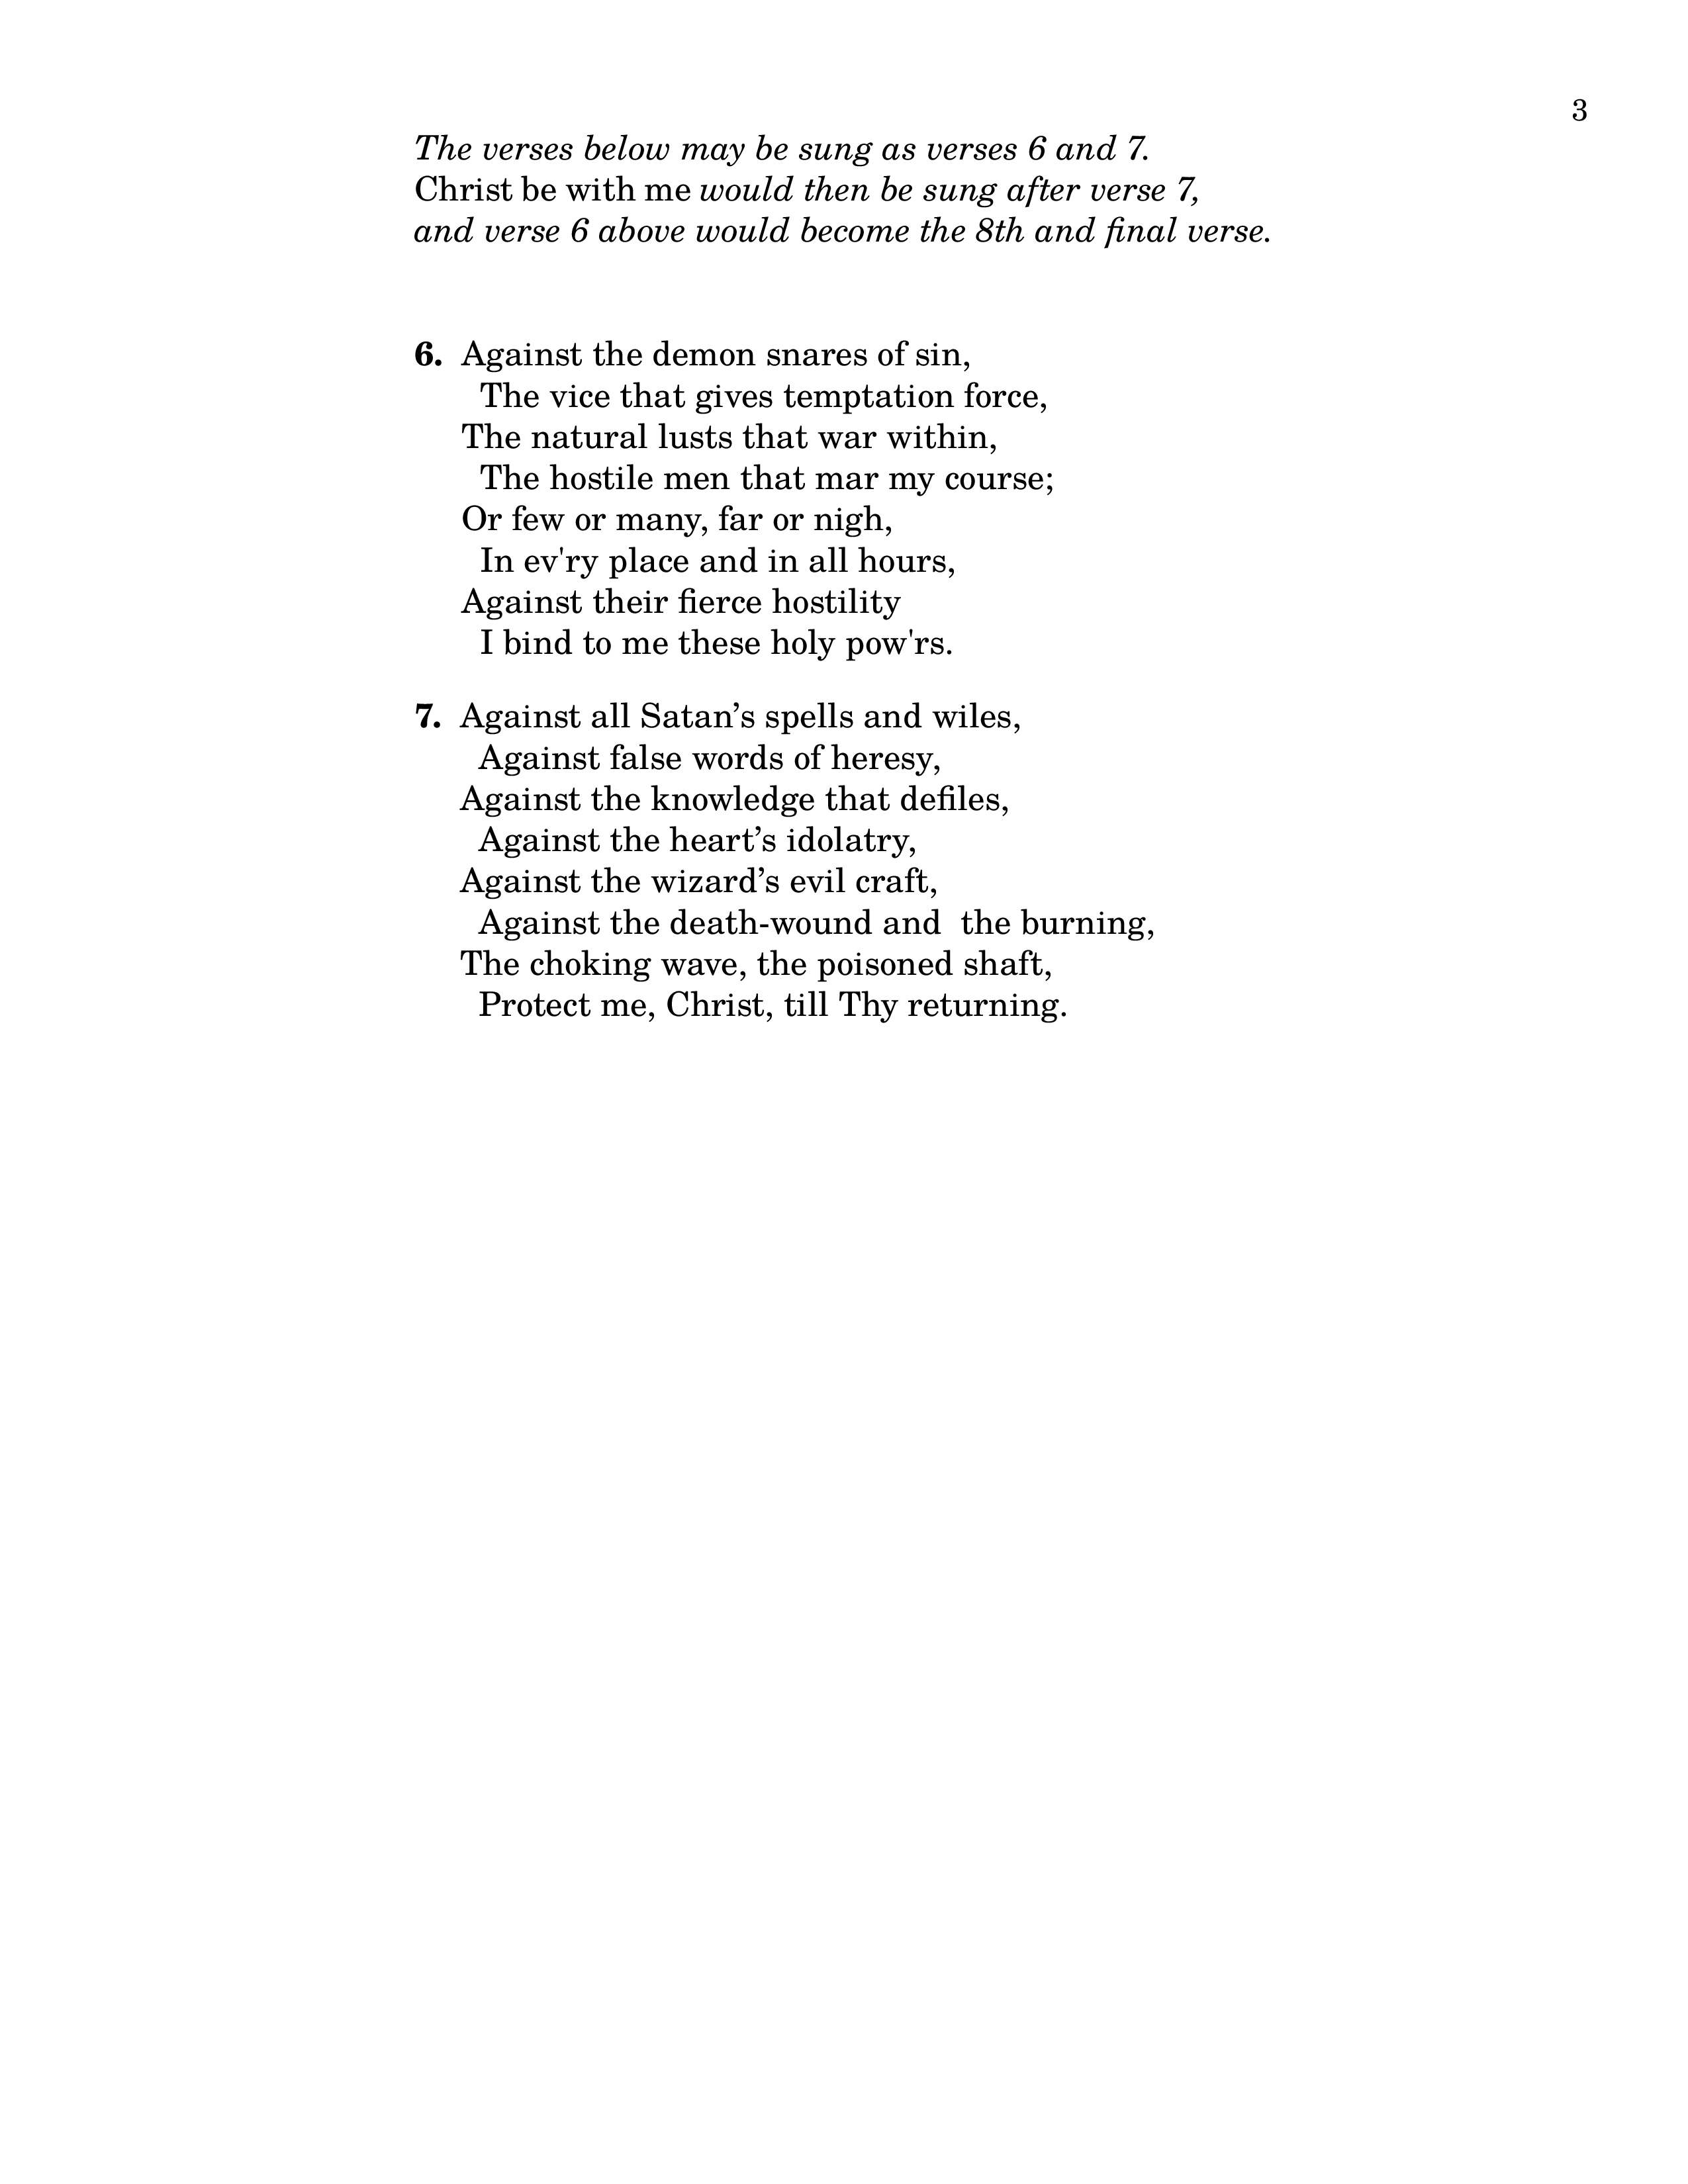 3
The verses below may be sung as verses 6 and 7.
Christ be with me would then be sung after verse 7,
and verse 6 above would become the 8th and final verse.
6. Against the demon snares of sin,
The vice that gives temptation force,
The natural lusts that war within,
The hostile men that mar my course;
Or few or many, far or nigh,
In ev'ry place and in all hours,
Against their fierce hostility
I bind to me these holy pow'rs.
7. Against all Satan’s spells and wiles,
Against false words of heresy,
Against the knowledge that defiles,
Against the heart’s idolatry,
Against the wizard’s evil craft,
Against the death-wound and  the burning,
The choking wave, the poisoned shaft,
Protect me, Christ, till Thy returning.